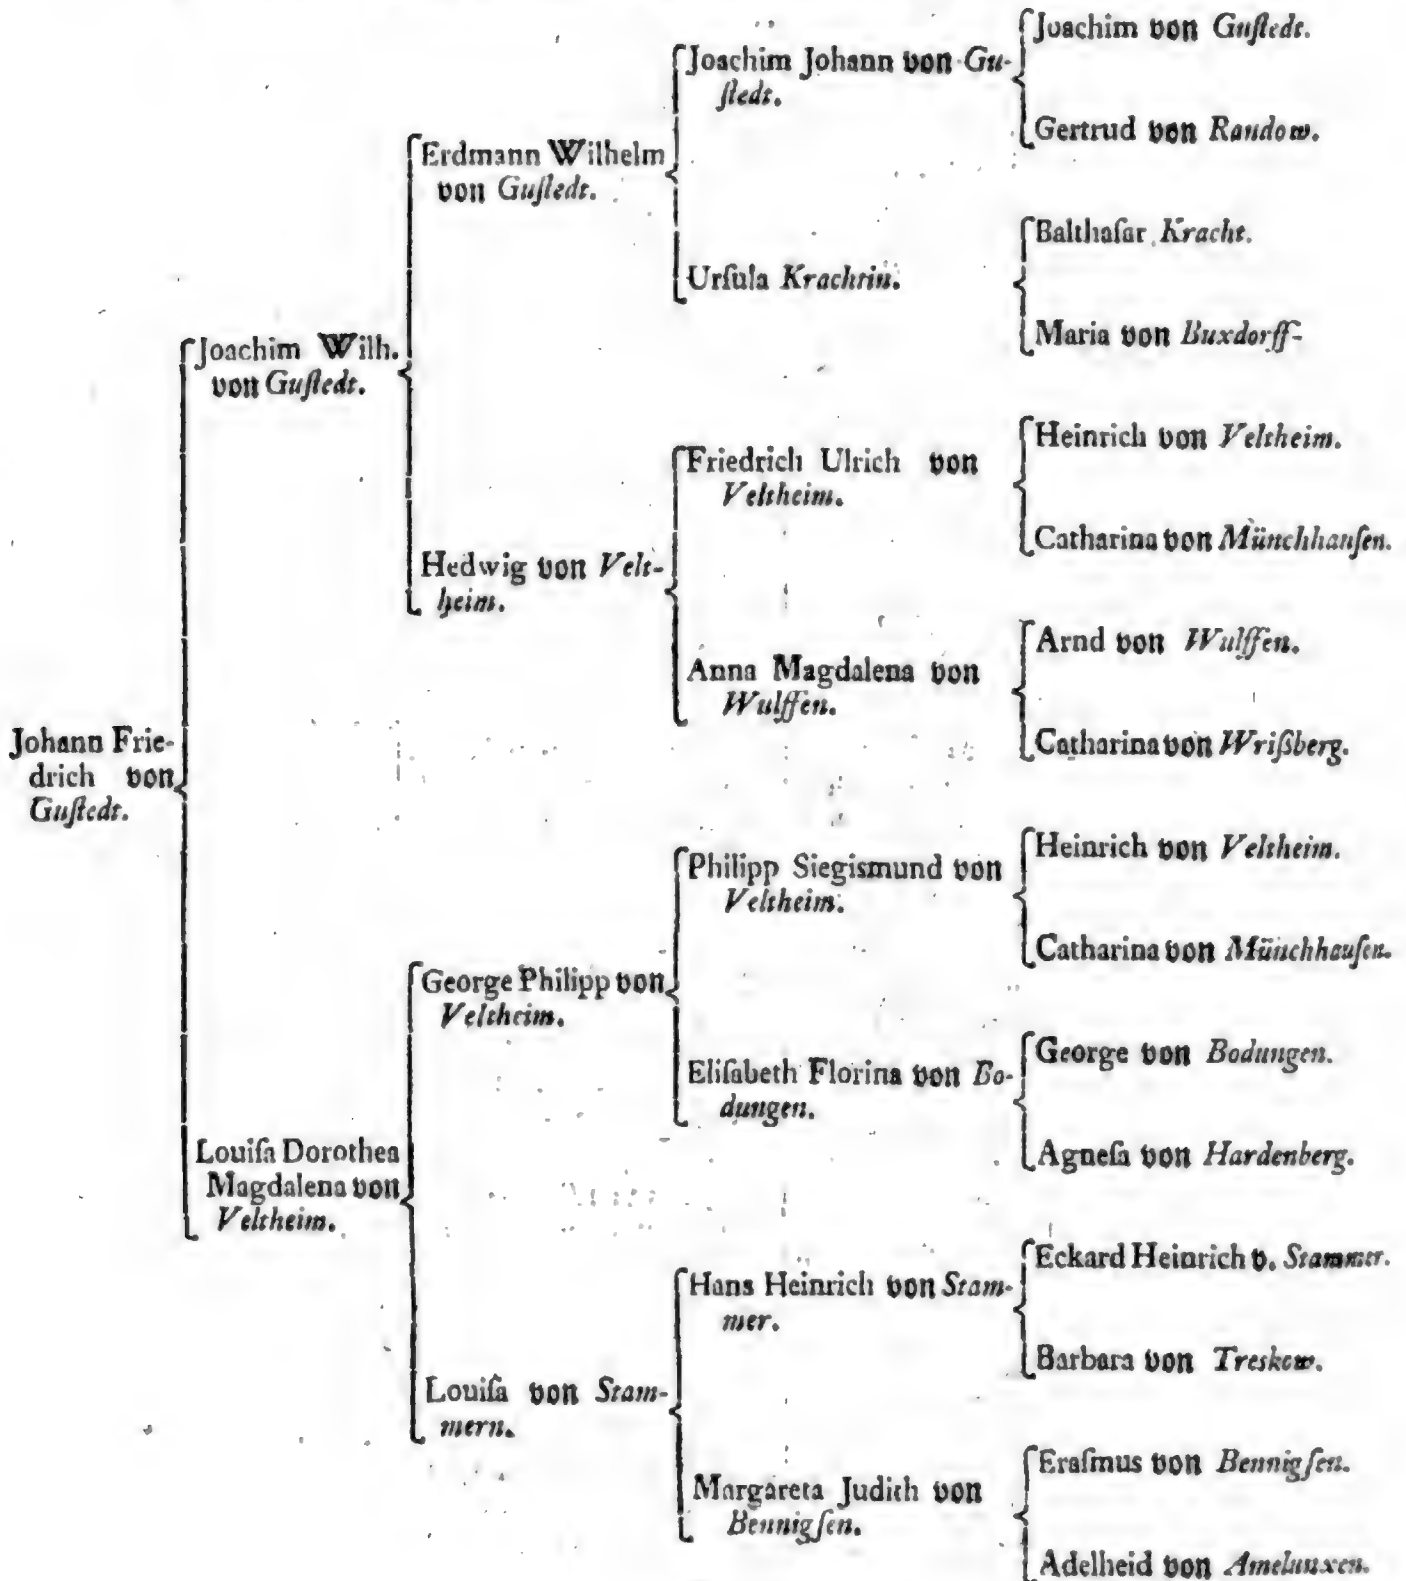 Johann Frie-
drich von
Guſtedt.
Joachim Wilh.
von Guſtedt.
Louiſa Dorothea
Magdalena von
Veltheim.
Erdmann Wilhelm
von Guſtedt.
Hedwig von Velt-
heim.
George Philipp von
Veltheim.
Louiſa von Stam-
mern.
Joachim Johann von Gu-
ſtedt.
Urſula Krachtin.
Friedrich Ulrich von
Veltheim.
Anna Magdalena von
Wulffen.
Philipp Siegismund von
Veltheim.
Eliſabeth Florina von Bo-
dungen.
Hans Heinrich von Stam-
mer.
Margareta Judith von
Bennigſen.
Joachim von Guſtedt.
Gertrud von Randow.
Balthaſar Kracht.
Maria von Buxdorff-
Heinrich von Veltheim.
Catharina von Münchhauſen.
Arnd von Wulffen.
Catharina von Wrißberg.
Heinrich von Veltheim.
Catharina von Münchhauſen.
George von Bodungen.
Agneſa von Hardenberg.
Eckard Heinrich v. Stammer.
Barbara von Treskow.
Eraſmus von Bennigſen.
Adelheid von Amelunxen.